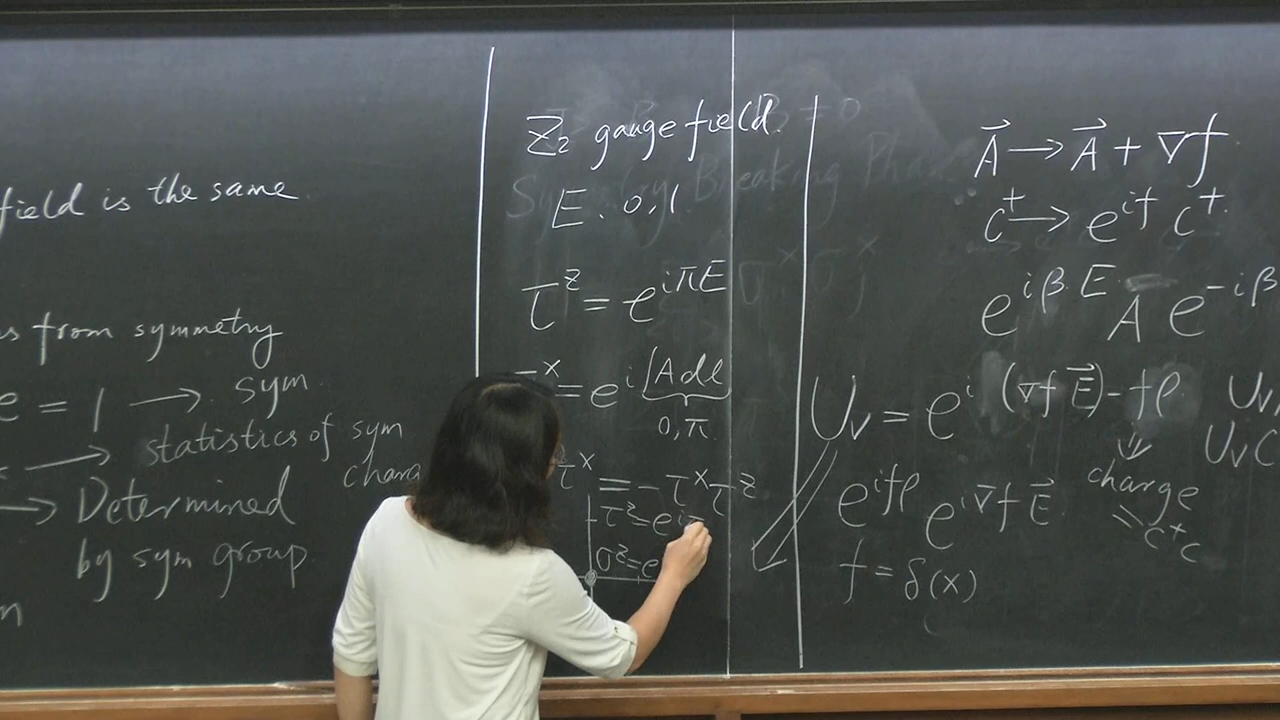 field is the same
from symmetry
e = 1 → sym
→ statistics of sym
→ Determined
by sym group
Z₂ gauge field.
E. 0,1
τ^z = e^{iπE}
^x = e^{i∫A dℓ}
0, π
τ^x = - τ^x τ^z
τ^z = e^{iπ
σ^z = e
A⃗ → A⃗ + ∇f
c⁺ → e^{if} c⁺.
e^{iβE} A e^{-iβ
U_v = e^{i (∇f E⃗) - fρ}
e^{ifρ} e^{i∇f E⃗}
charge
= c⁺c
f = δ(x)
U_v
U_v C